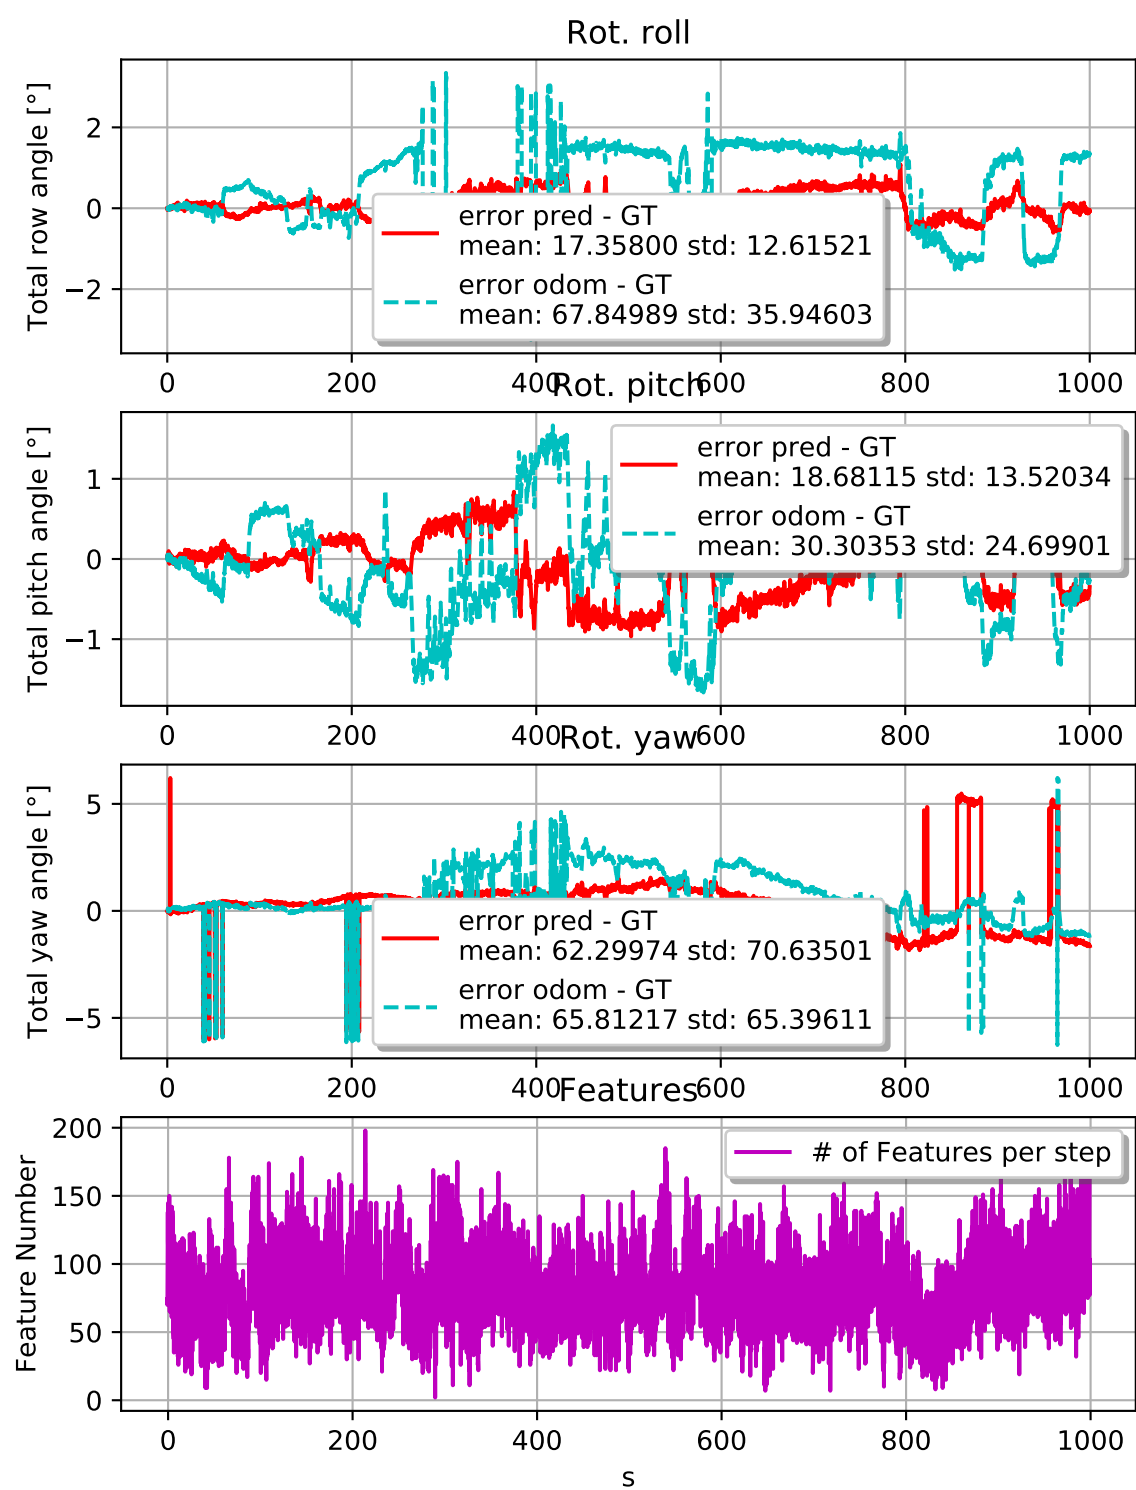 Rot. roll
Total row angle [°]
2
0
−2
error pred - GT
mean: 17.35800 std: 12.61521
error odom - GT
mean: 67.84989 std: 35.94603
0 200 400 600 800 1000
Rot. pitch
Total pitch angle [°]
1
0
−1
error pred - GT
mean: 18.68115 std: 13.52034
error odom - GT
mean: 30.30353 std: 24.69901
0 200 400 600 800 1000
Rot. yaw
Total yaw angle [°]
5
0
−5
error pred - GT
mean: 62.29974 std: 70.63501
error odom - GT
mean: 65.81217 std: 65.39611
0 200 400 600 800 1000
Features
Feature Number
200
150
100
50
0
# of Features per step
0 200 400 600 800 1000
s